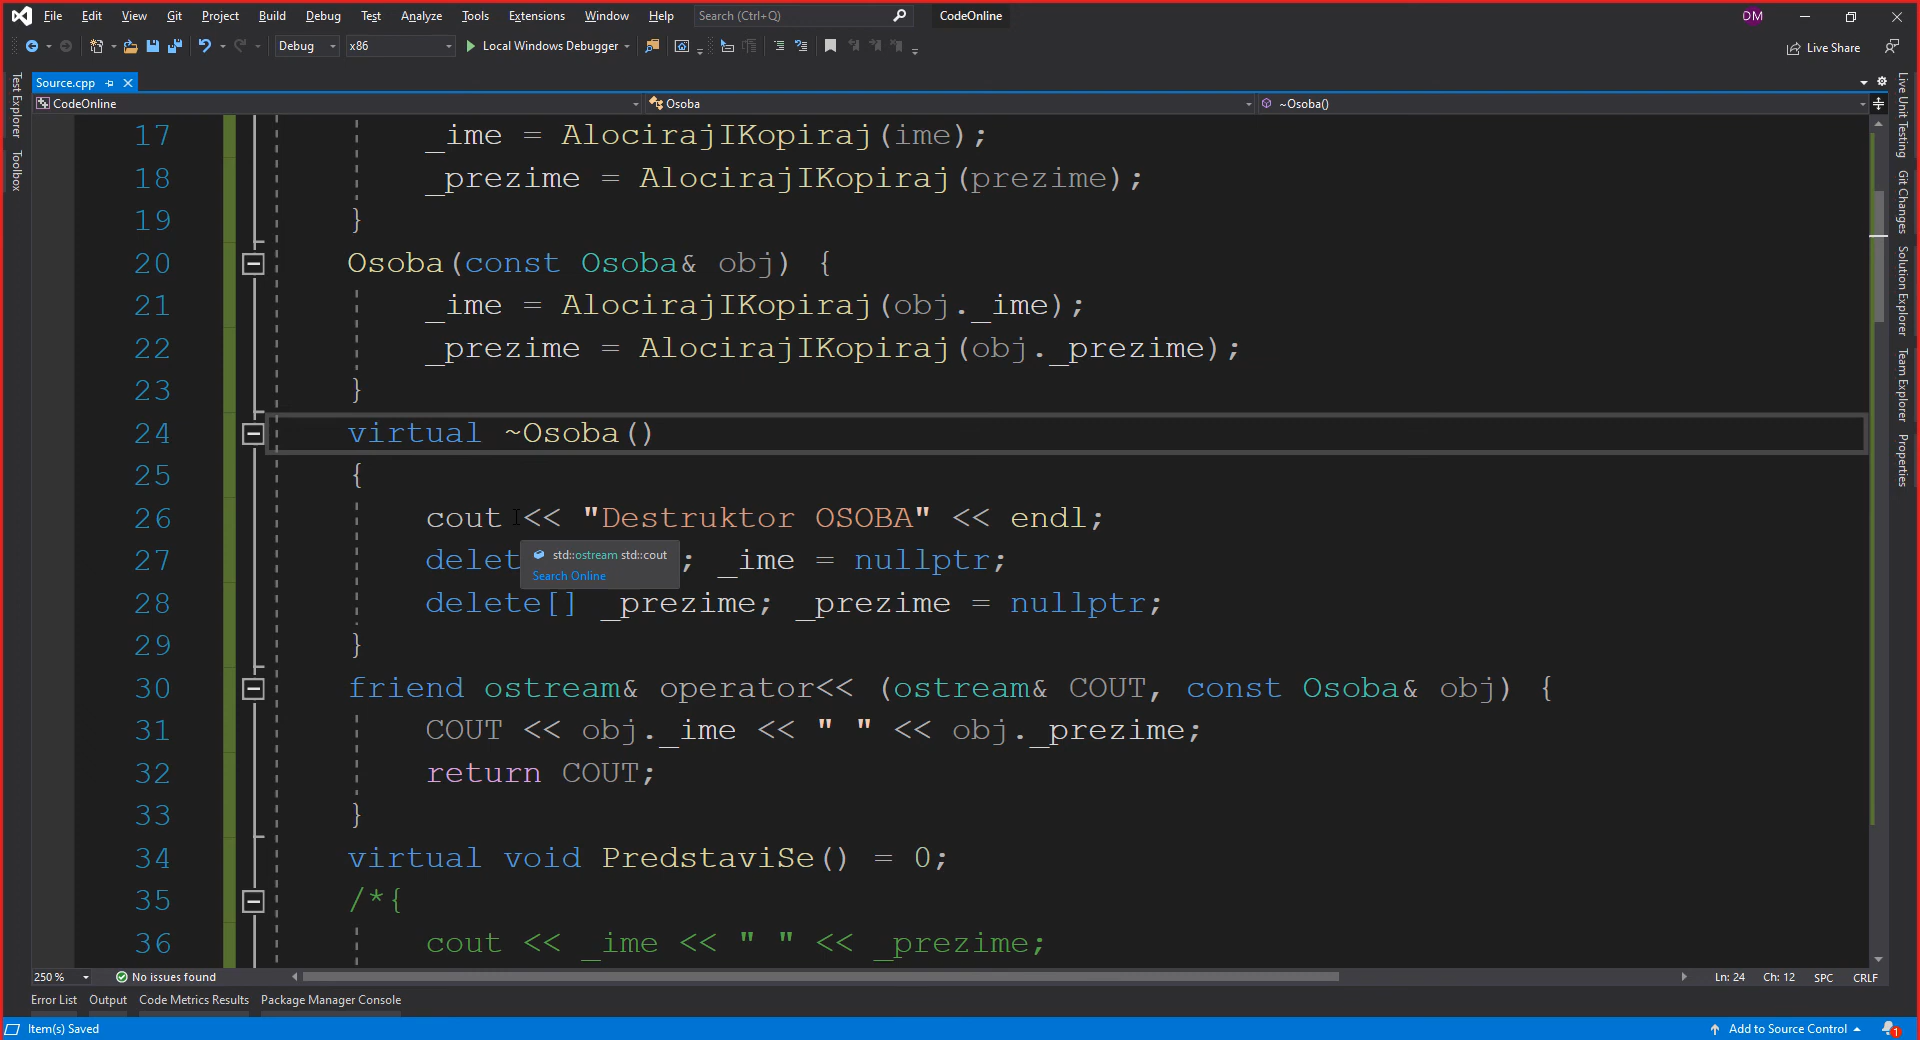 File Edit View Git Project Build Debug Test Analyze Tools Extensions Window Help Search (Ctrl+Q) CodeOnline DM
Debug x86 Local Windows Debugger Live Share
Source.cpp
CodeOnline Osoba ~Osoba()
Test Explorer
Toolbox
17 _ime = AlocirajIKopiraj(ime);
18 _prezime = AlocirajIKopiraj(prezime);
19 }
20 Osoba(const Osoba& obj) {
21 _ime = AlocirajIKopiraj(obj._ime);
22 _prezime = AlocirajIKopiraj(obj._prezime);
23 }
24 virtual ~Osoba()
25 {
26 cout << "Destruktor OSOBA" << endl;
27 delet ; _ime = nullptr;
std::ostream std::cout
Search Online
28 delete[] _prezime; _prezime = nullptr;
29 }
30 friend ostream& operator<< (ostream& COUT, const Osoba& obj) {
31 COUT << obj._ime << " " << obj._prezime;
32 return COUT;
33 }
34 virtual void PredstaviSe() = 0;
35 /*{
36 cout << _ime << " " << _prezime;
Live Unit Testing
Git Changes
Solution Explorer
Team Explorer
Properties
250 % No issues found Ln: 24 Ch: 12 SPC CRLF
Error List Output Code Metrics Results Package Manager Console
Item(s) Saved Add to Source Control 1